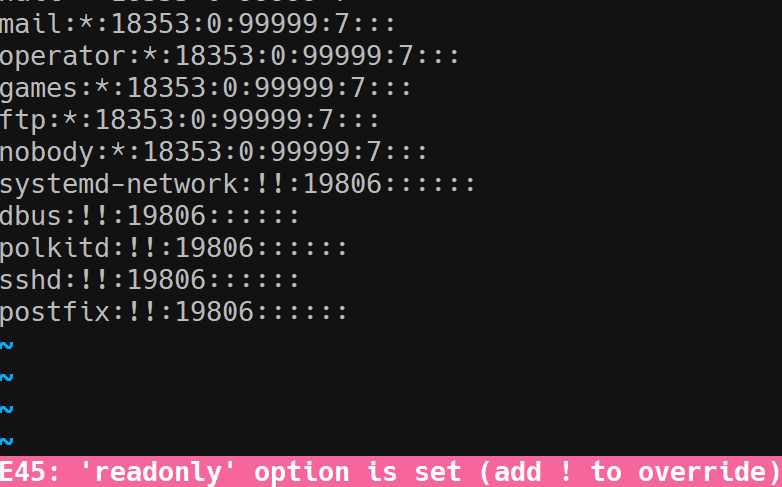 mail:*:18353:0:99999:7:::
operator:*:18353:0:99999:7:::
games:*:18353:0:99999:7:::
ftp:*:18353:0:99999:7:::
nobody:*:18353:0:99999:7:::
systemd-network:!!:19806::::::
dbus:!!:19806::::::
polkitd:!!:19806::::::
sshd:!!:19806::::::
postfix:!!:19806::::::
~
~
~
~
E45: 'readonly' option is set (add ! to override)